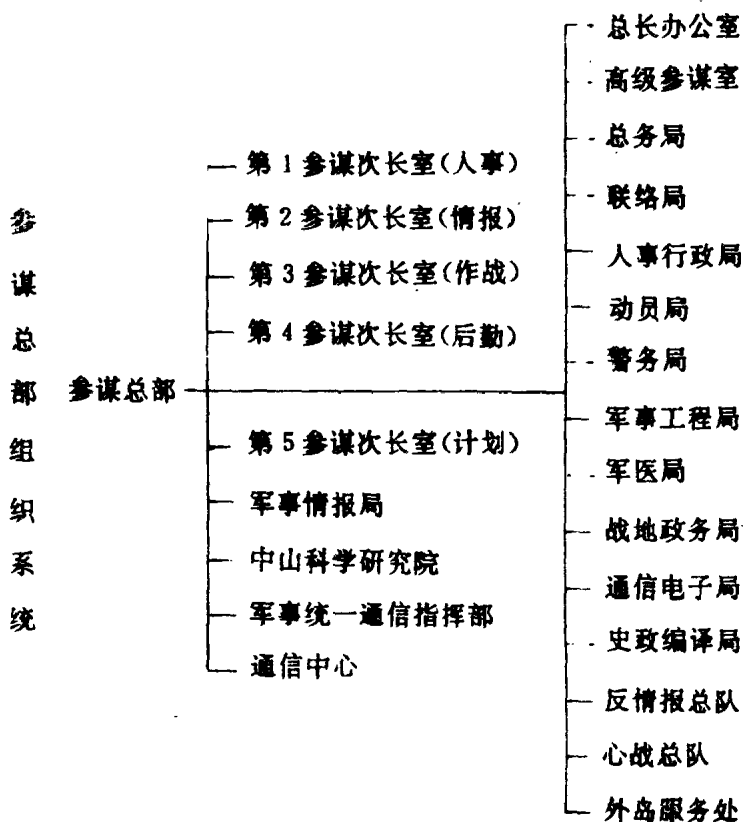 参谋总部组织系统
参谋总部
第1参谋次长室(人事)
第2参谋次长室(情报)
第3参谋次长室(作战)
第4参谋次长室(后勤)
第5参谋次长室(计划)
军事情报局
中山科学研究院
军事统一通信指挥部
通信中心
总长办公室
高级参谋室
总务局
联络局
人事行政局
动员局
警务局
军事工程局
军医局
战地政务局
通信电子局
史政编译局
反情报总队
心战总队
外岛服务处